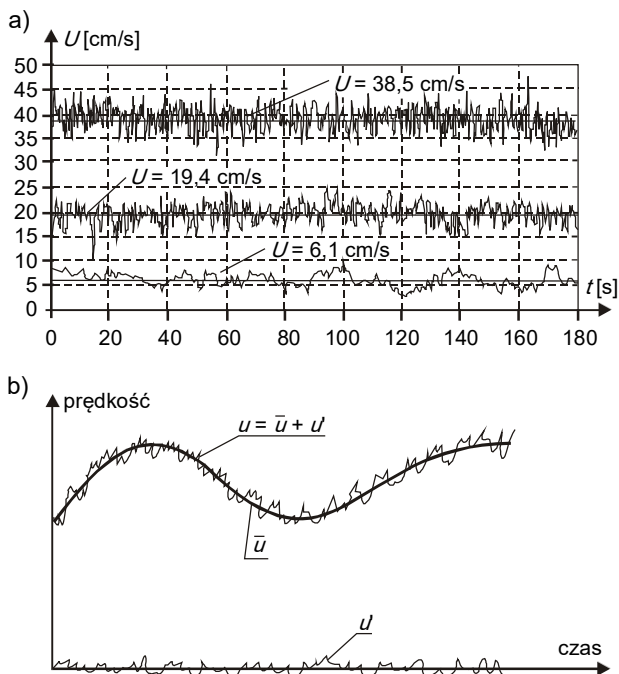 a)
U [cm/s]
50
45
40
35
30
25
20
15
10
5
0
U = 38,5 cm/s
U = 19,4 cm/s
U = 6,1 cm/s
t [s]
0 20 40 60 80 100 120 140 160 180
b)
prędkość
u = u̅ + u'
u̅
u'
czas